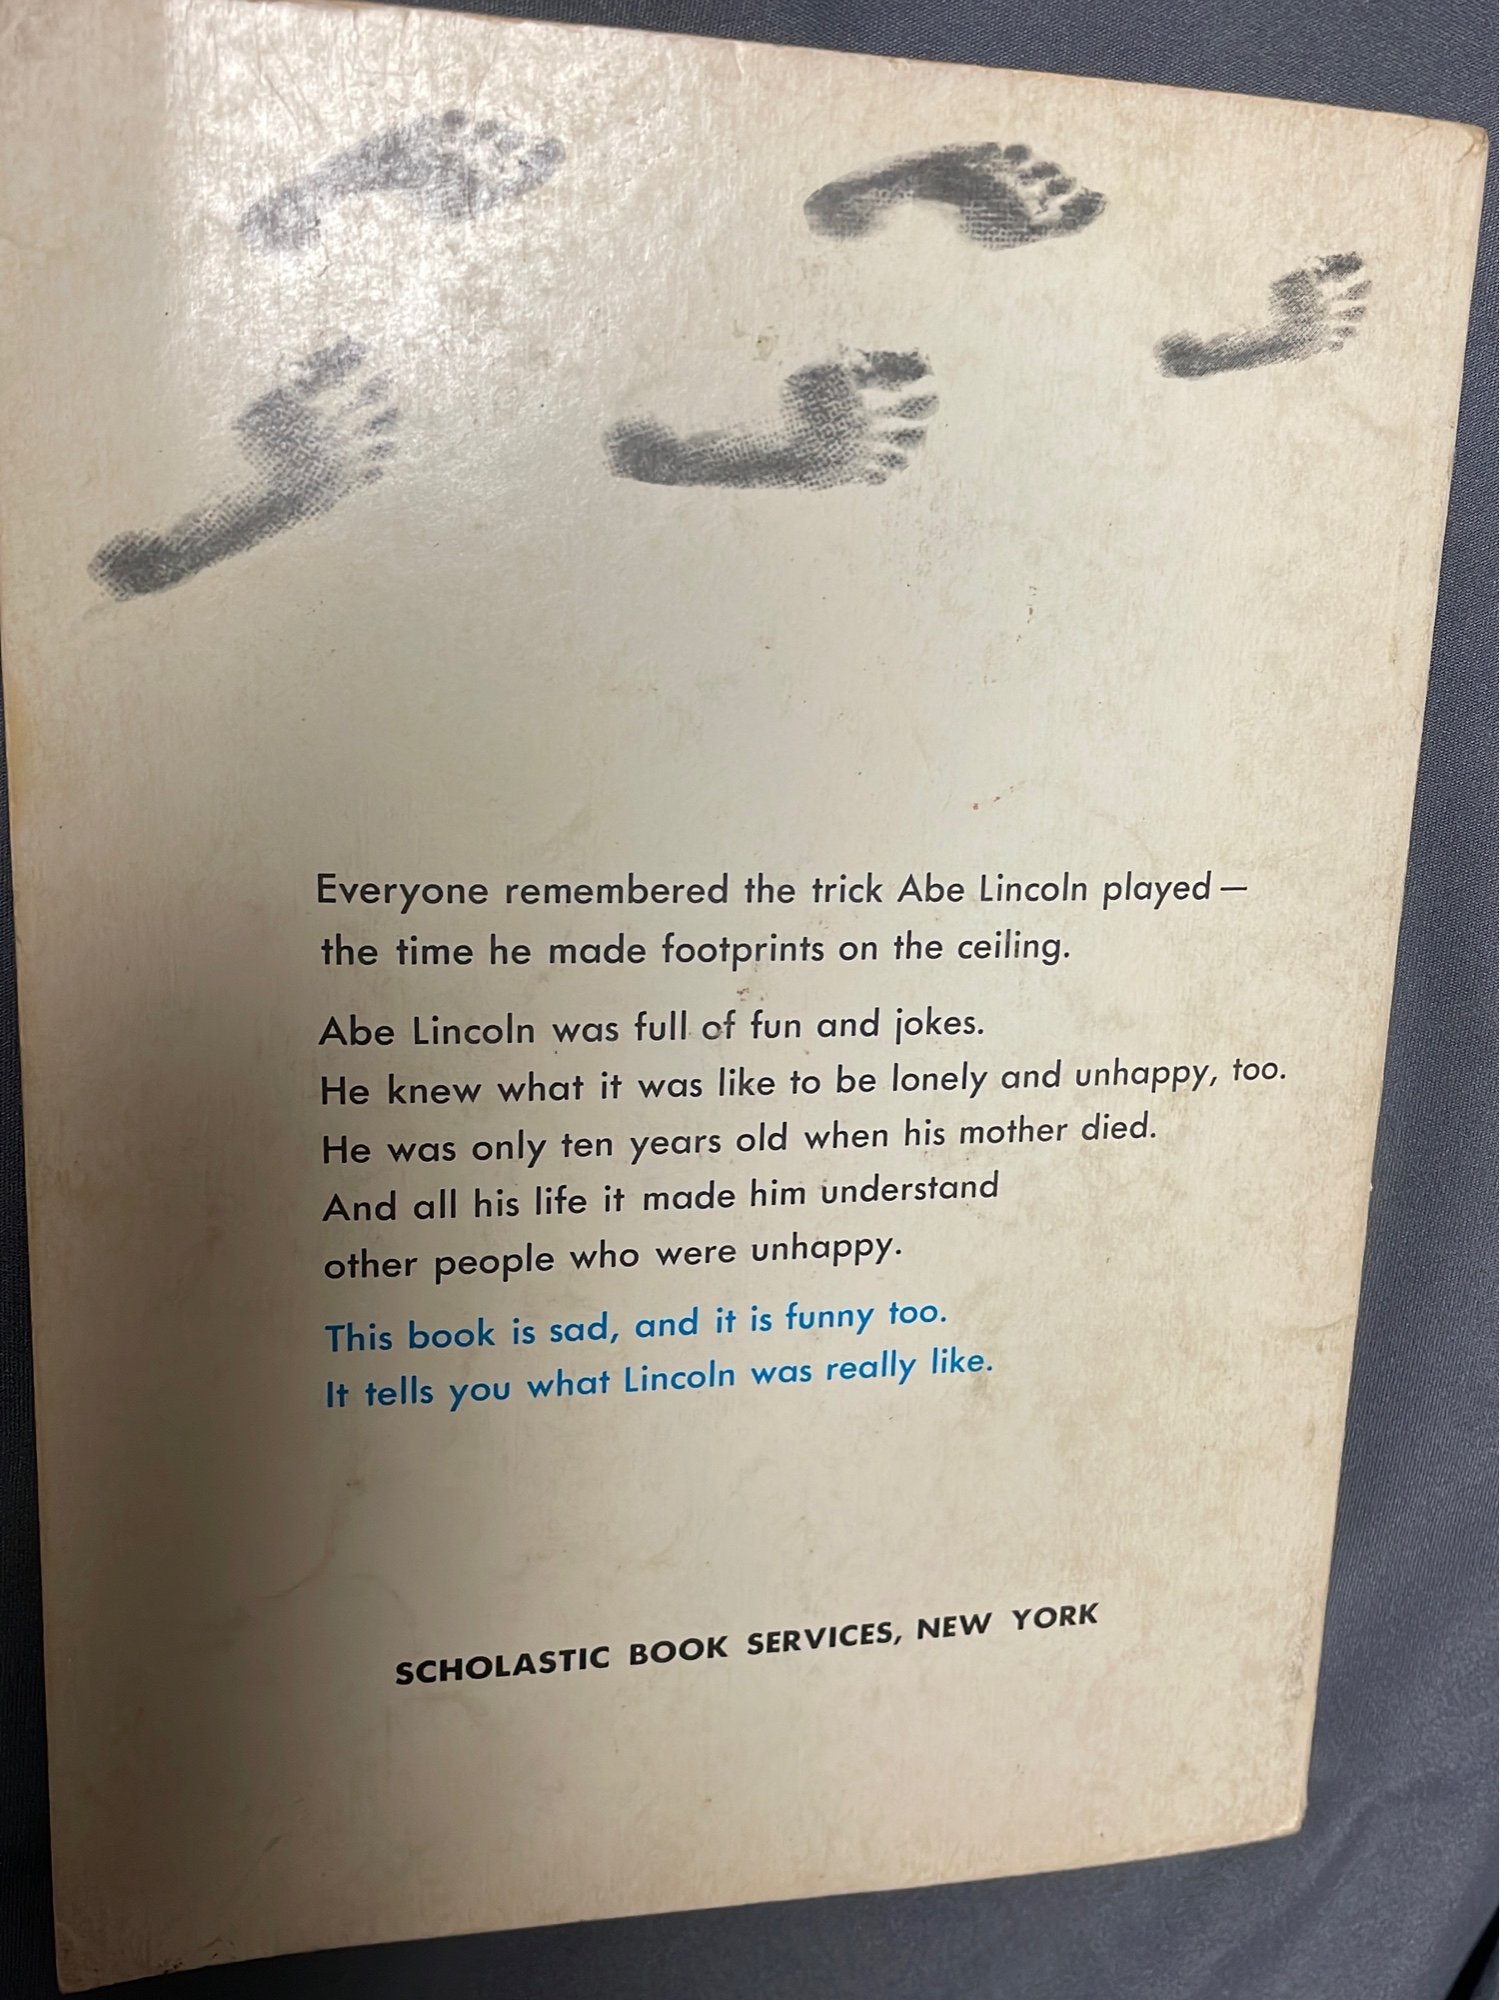 Everyone remembered the trick Abe Lincoln played—
the time he made footprints on the ceiling.
Abe Lincoln was full of fun and jokes.
He knew what it was like to be lonely and unhappy, too.
He was only ten years old when his mother died.
And all his life it made him understand
other people who were unhappy.
This book is sad, and it is funny too.
It tells you what Lincoln was really like.
SCHOLASTIC BOOK SERVICES, NEW YORK